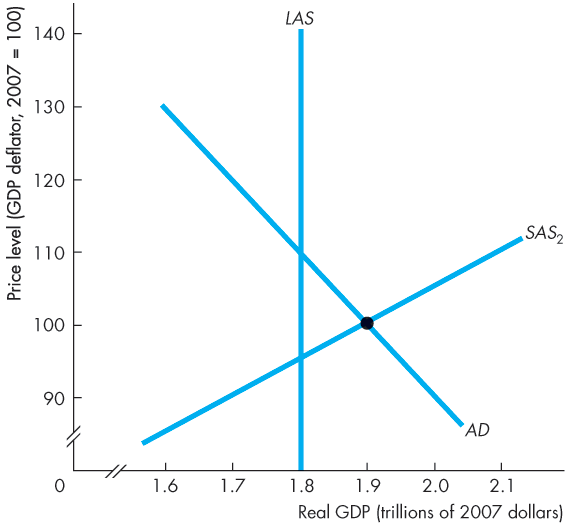 Price level (GDP deflator, 2007 = 100)
140
130
120
110
100
90
0
LAS
SAS₂
AD
1.6 1.7 1.8 1.9 2.0 2.1
Real GDP (trillions of 2007 dollars)